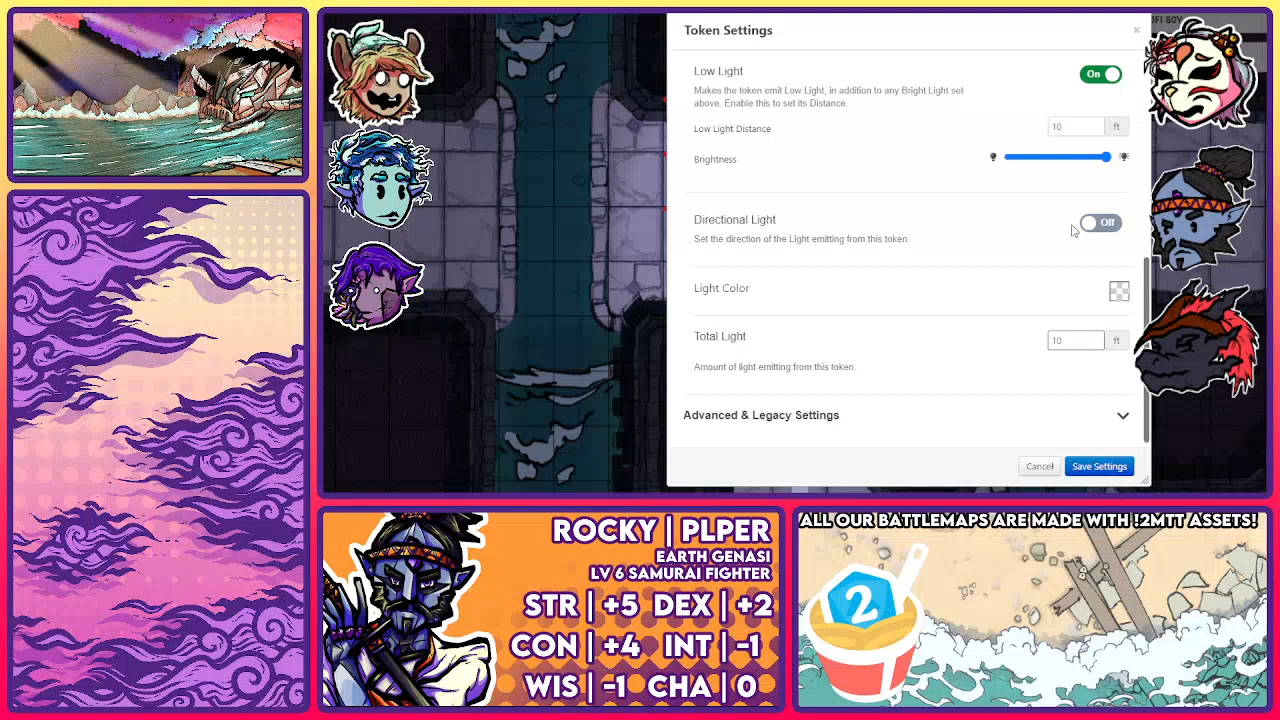 Token Settings
×
Low Light
On
Makes the token emit Low Light, in addition to any Bright Light set
above. Enable this to set its Distance.
Low Light Distance
10 ft
Brightness
Directional Light
Off
Set the direction of the Light emitting from this token.
Light Color
Total Light
10 ft
Amount of light emitting from this token.
Advanced & Legacy Settings
Cancel Save Settings
ROCKY | PLPER
EARTH GENASI
LV 6 SAMURAI FIGHTER
STR | +5 DEX | +2
CON | +4 INT | -1
WIS | -1 CHA | 0
ALL OUR BATTLEMAPS ARE MADE WITH !2MTT ASSETS!
2